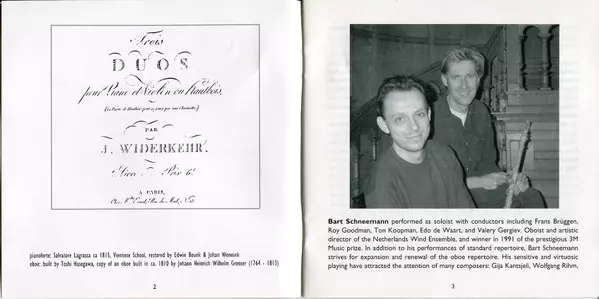 Trois
DUOS
pour Piano et Violon ou Hautbois,
PAR
J. WIDERKEHR.
Prix 6f
A PARIS,
pianoforte: Salvatore Lagrassa ca 1815, Viennese School, restored by Edwin Beunk & Johan Wennink
oboe: built by Toshi Hasegawa, copy of an oboe built in ca. 1810 by Johann Heinrich Wilhelm Grenser (1764 - 1813)
2
Bart Schneemann performed as soloist with conductors including Frans Brüggen,
Roy Goodman, Ton Koopman, Edo de Waart, and Valery Gergiev. Oboist and artistic
director of the Netherlands Wind Ensemble, and winner in 1991 of the prestigious 3M
Music prize. In addition to his performances of standard repertoire, Bart Schneemann
strives for expansion and renewal of the oboe repertoire. His sensitive and virtuosic
playing have attracted the attention of many composers: Gija Kantsjeli, Wolfgang Rihm,
3